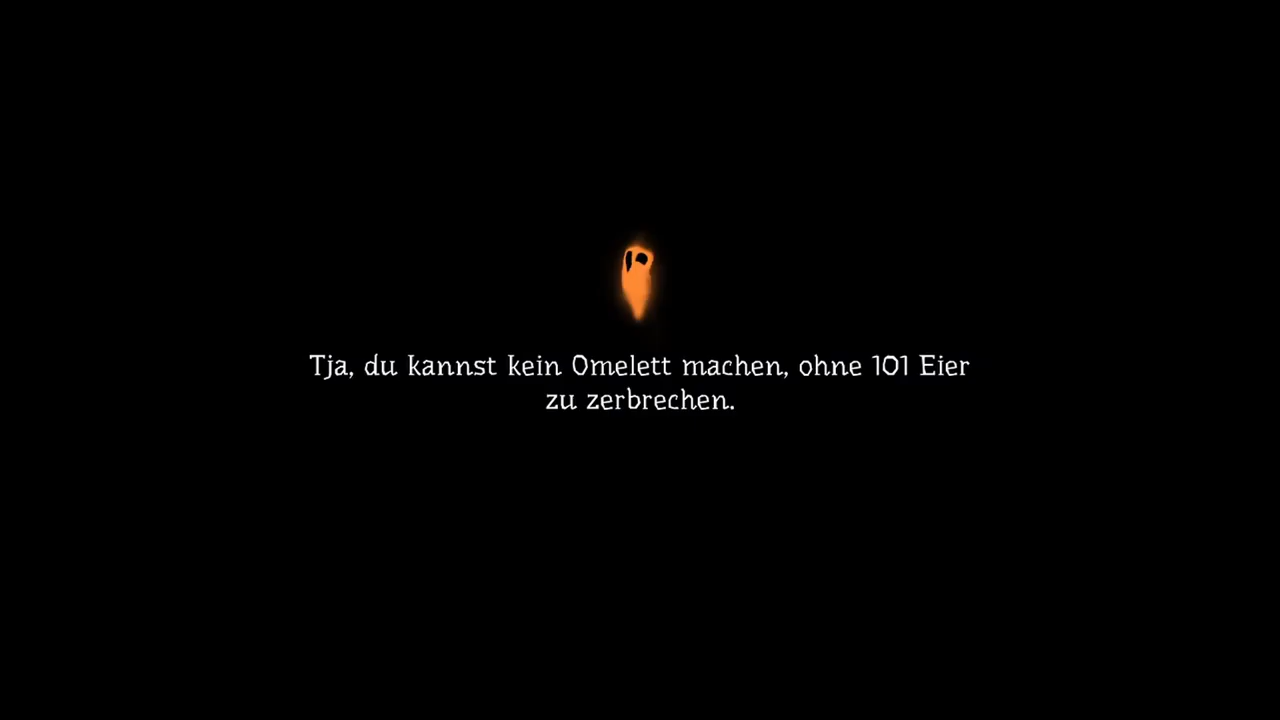 Tja, du kannst kein Omelett machen, ohne 101 Eier
zu zerbrechen.